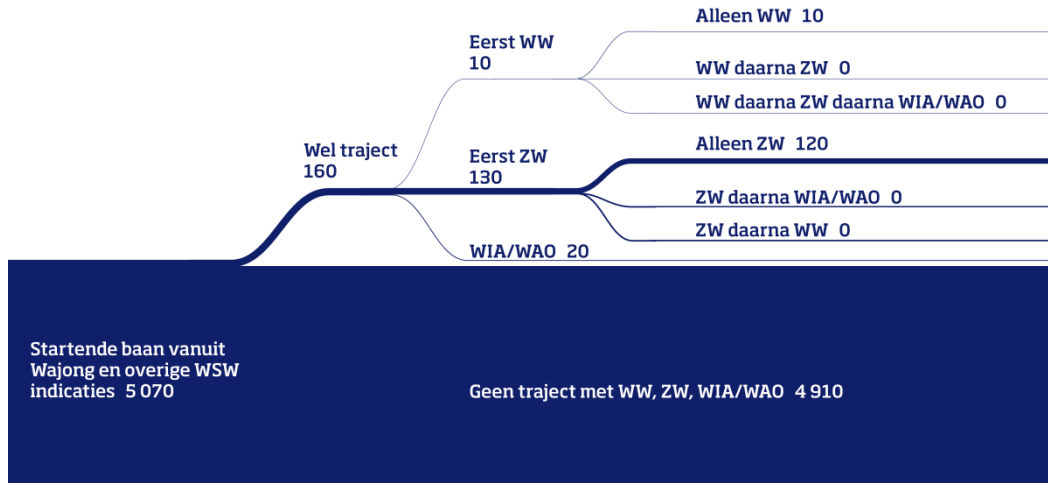 Alleen WW 10
Eerst WW
10
WW daarna ZW 0
WW daarna ZW daarna WIA/WAO 0
Wel traject
160
Eerst ZW
130
Alleen ZW 120
ZW daarna WIA/WAO 0
ZW daarna WW 0
WIA/WAO 20
Startende baan vanuit
Wajong en overige WSW
indicaties 5 070
Geen traject met WW, ZW, WIA/WAO 4 910